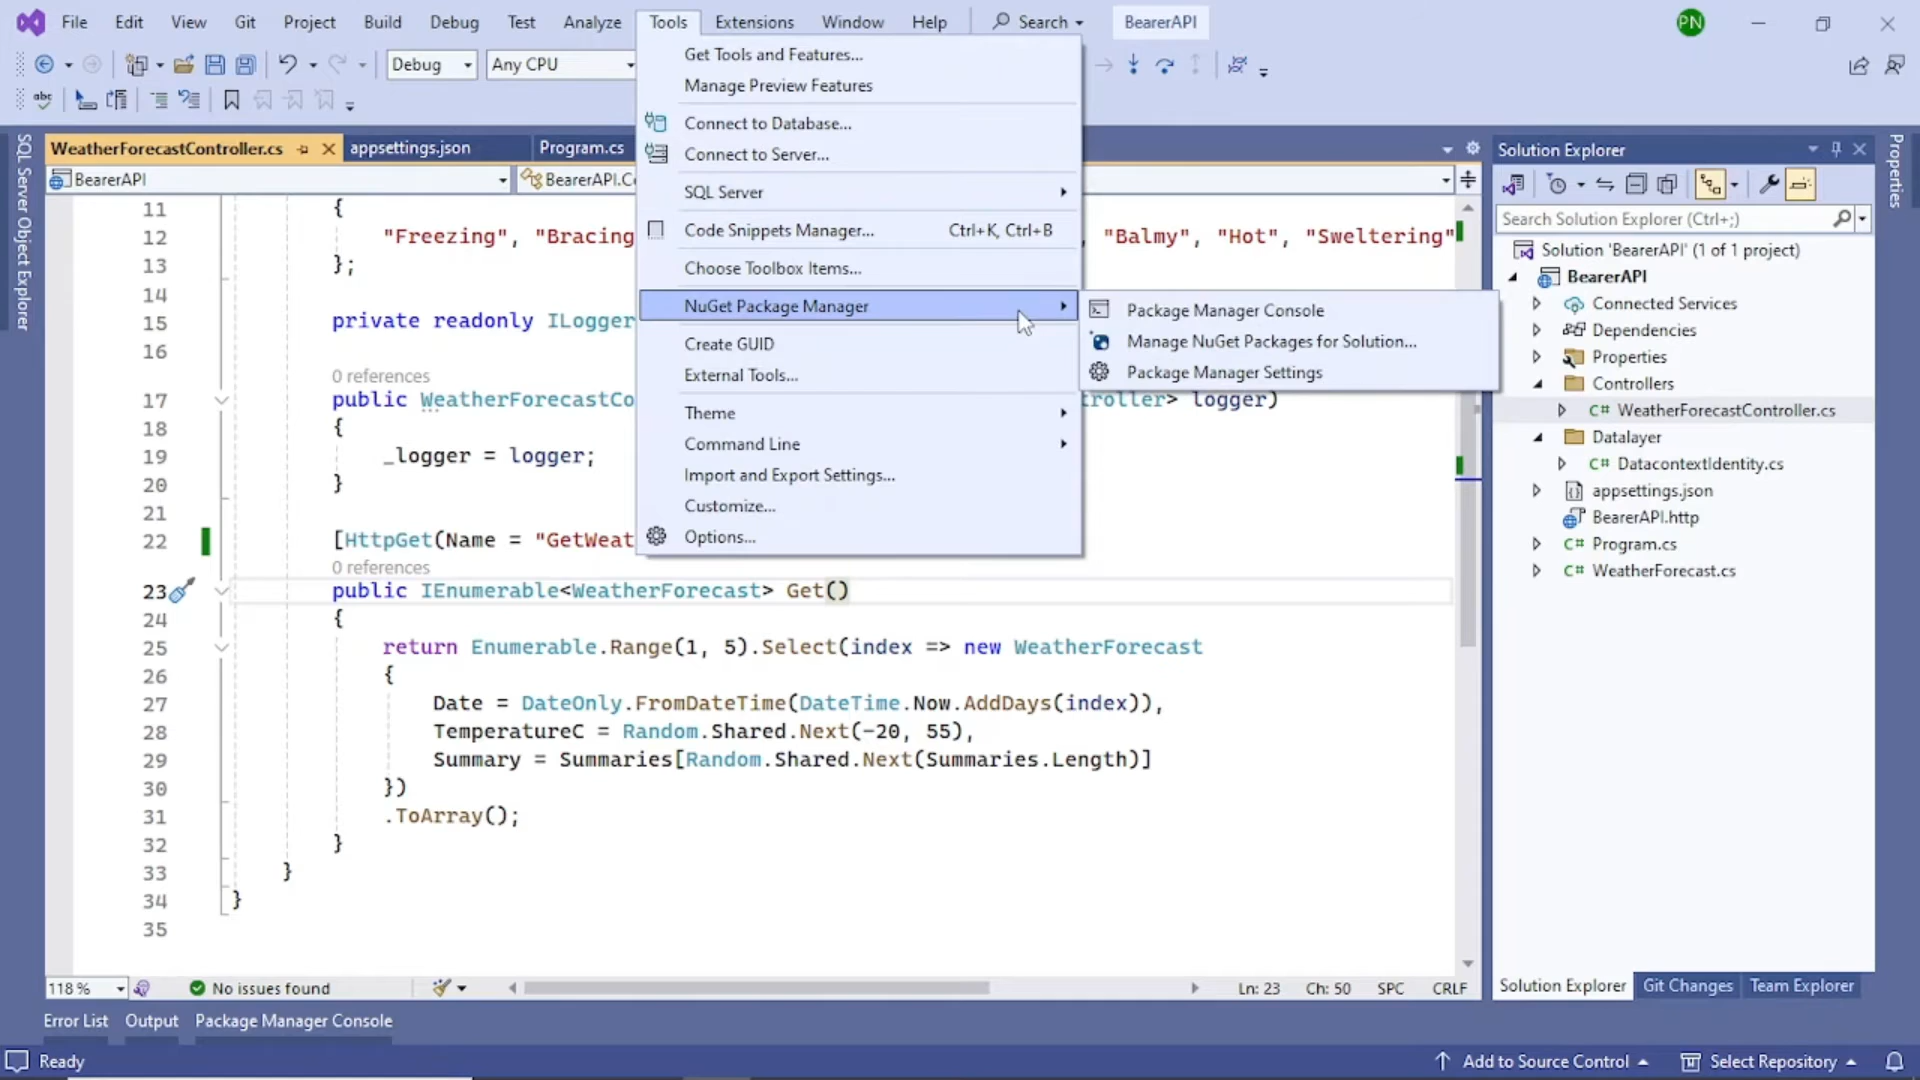 File Edit View Git Project Build Debug Test Analyze Tools Extensions Window Help Search BearerAPI PN
Debug Any CPU
abc
WeatherForecastController.cs appsettings.json Program.cs
BearerAPI BearerAPI.Co
11 {
12 "Freezing", "Bracing , "Balmy", "Hot", "Sweltering"
13 };
14
15 private readonly ILogger
16
0 references
17 public WeatherForecastCo troller> logger)
18 {
19 _logger = logger;
20 }
21
22 [HttpGet(Name = "GetWeat
0 references
23 public IEnumerable<WeatherForecast> Get()
24 {
25 return Enumerable.Range(1, 5).Select(index => new WeatherForecast
26 {
27 Date = DateOnly.FromDateTime(DateTime.Now.AddDays(index)),
28 TemperatureC = Random.Shared.Next(-20, 55),
29 Summary = Summaries[Random.Shared.Next(Summaries.Length)]
30 })
31 .ToArray();
32 }
33 }
34 }
35
Get Tools and Features...
Manage Preview Features
Connect to Database...
Connect to Server...
SQL Server
Code Snippets Manager... Ctrl+K, Ctrl+B
Choose Toolbox Items...
NuGet Package Manager
Create GUID
External Tools...
Theme
Command Line
Import and Export Settings...
Customize...
Options...
Package Manager Console
Manage NuGet Packages for Solution...
Package Manager Settings
SQL Server Object Explorer
Solution Explorer
Search Solution Explorer (Ctrl+;)
Solution 'BearerAPI' (1 of 1 project)
BearerAPI
Connected Services
Dependencies
Properties
Controllers
C# WeatherForecastController.cs
Datalayer
C# DatacontextIdentity.cs
appsettings.json
BearerAPI.http
C# Program.cs
C# WeatherForecast.cs
Properties
118 % No issues found Ln: 23 Ch: 50 SPC CRLF
Solution Explorer Git Changes Team Explorer
Error List Output Package Manager Console
Ready Add to Source Control Select Repository